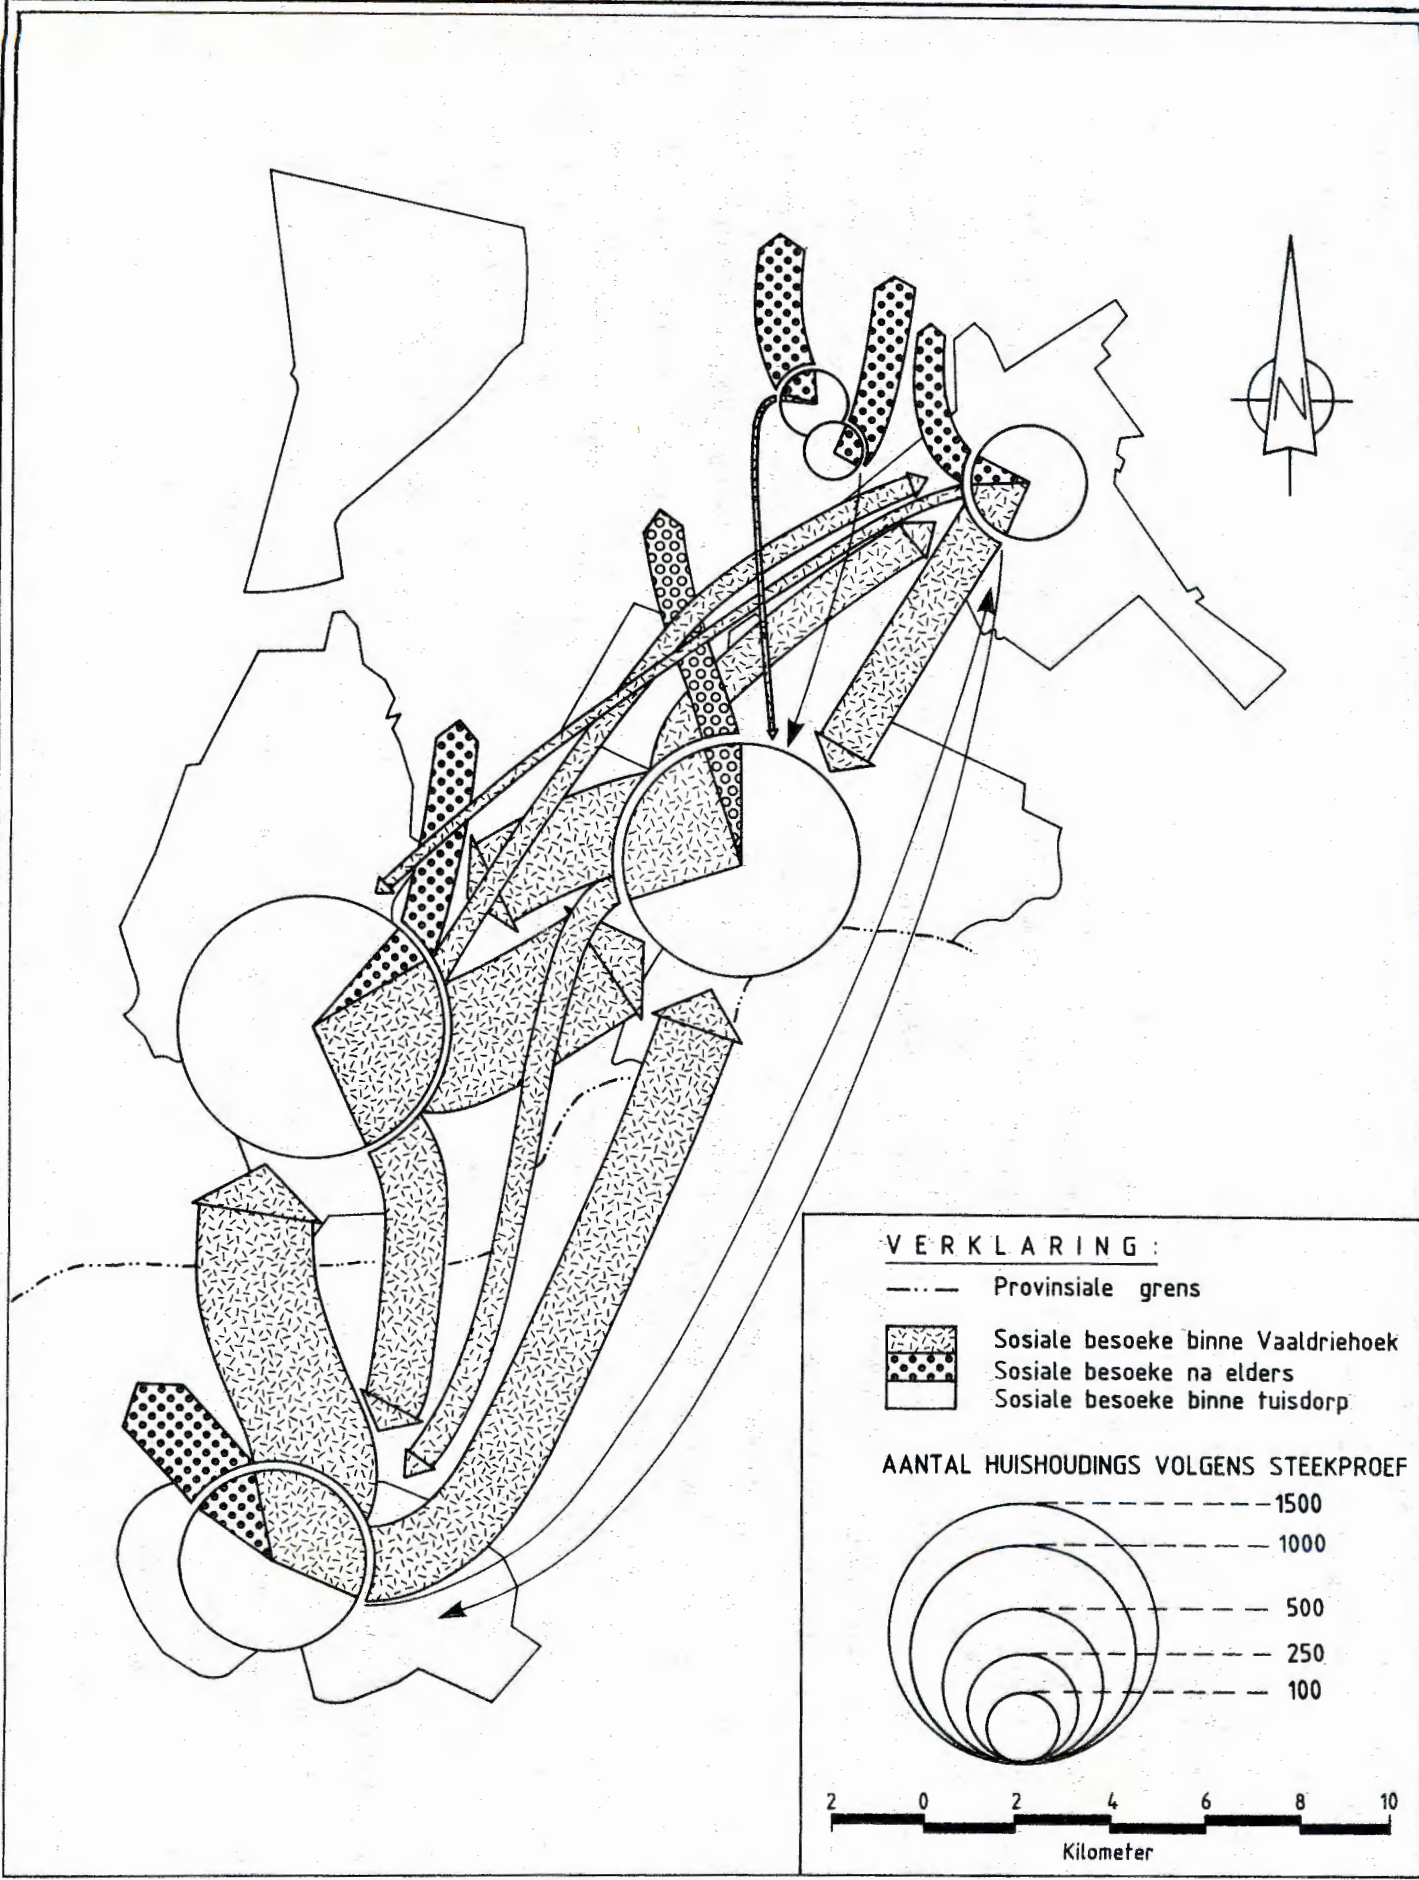 N
VERKLARING:
Provinsiale grens
Sosiale besoeke binne Vaaldriehoek
Sosiale besoeke na elders
Sosiale besoeke binne tuisdorp
AANTAL HUISHOUDINGS VOLGENS STEEKPROEF
1500
1000
500
250
100
2 0 2 4 6 8 10
Kilometer